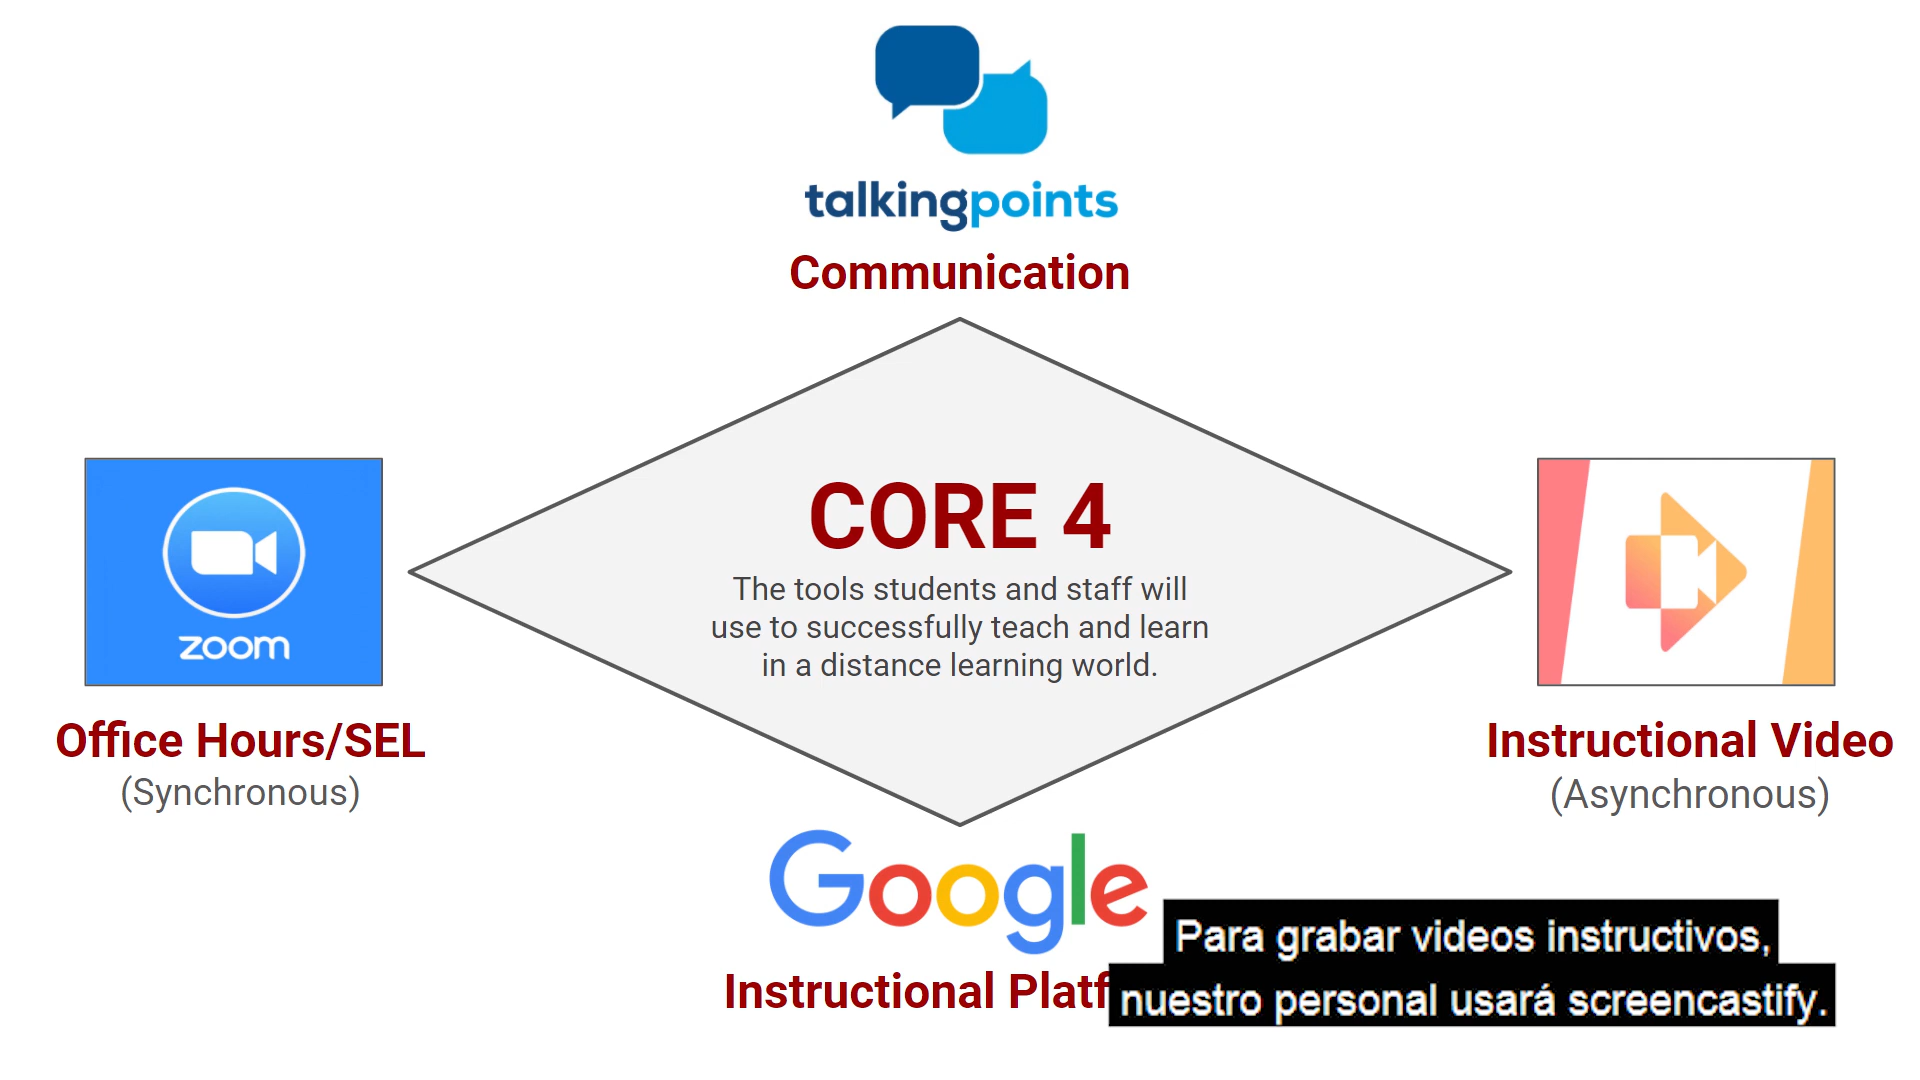 talkingpoints
Communication
zoom
Office Hours/SEL
(Synchronous)
CORE 4
The tools students and staff will
use to successfully teach and learn
in a distance learning world.
Instructional Video
(Asynchronous)
Google
Instructional
Para grabar videos instructivos,
nuestro personal usará screencastify.